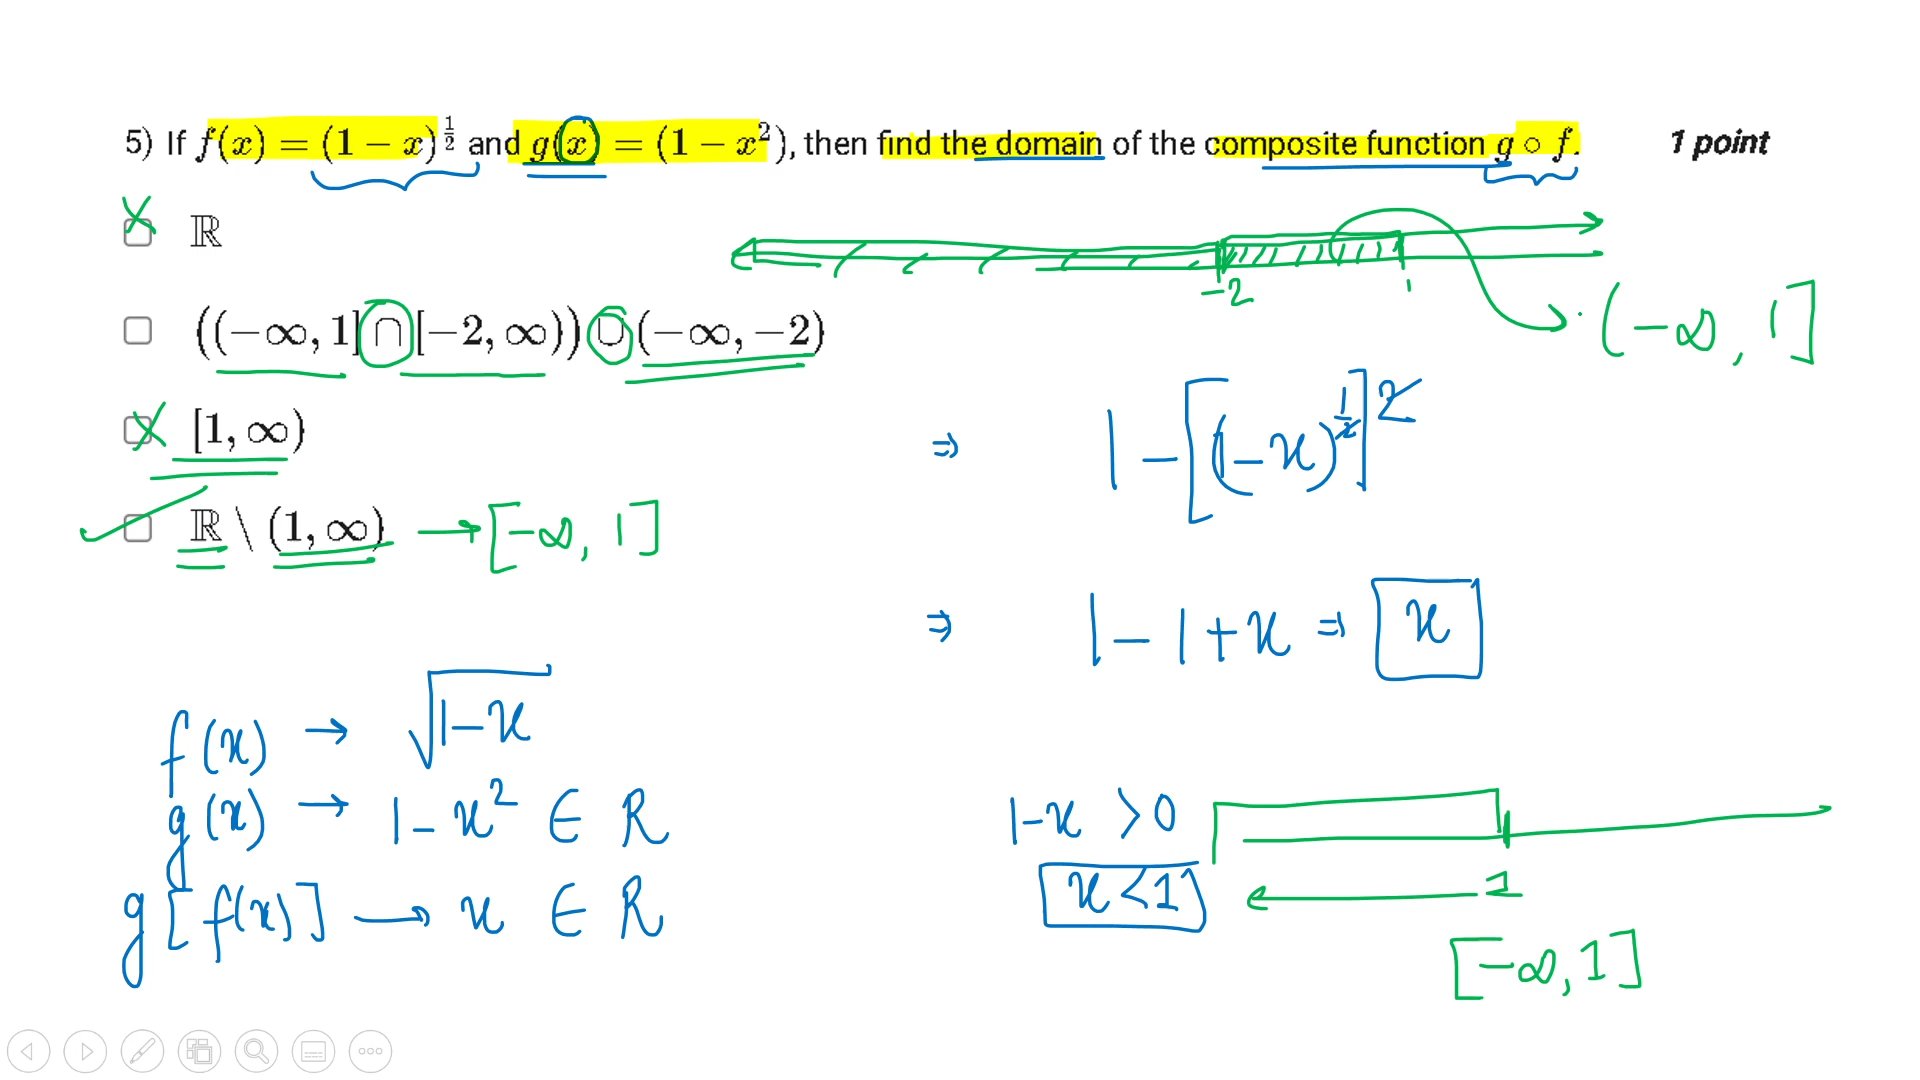 5) If f(x) = (1 − x)^{1/2} and g(x) = (1 − x²), then find the domain of the composite function g ∘ f. 1 point
ℝ
((−∞, 1] ∩ [−2, ∞)) ∪ (−∞, −2)
[1, ∞)
ℝ \ (1, ∞) → [−∞, 1]
−2 1
(−∞, 1]
⇒ 1 − [(1−x)^{1/2}]^2
⇒ 1 − 1 + x ⇒ x
f(x) → √1−x
g(x) → 1 − x² ∈ R
g[f(x)] → x ∈ R
1−x > 0
x < 1
1
[−∞, 1]